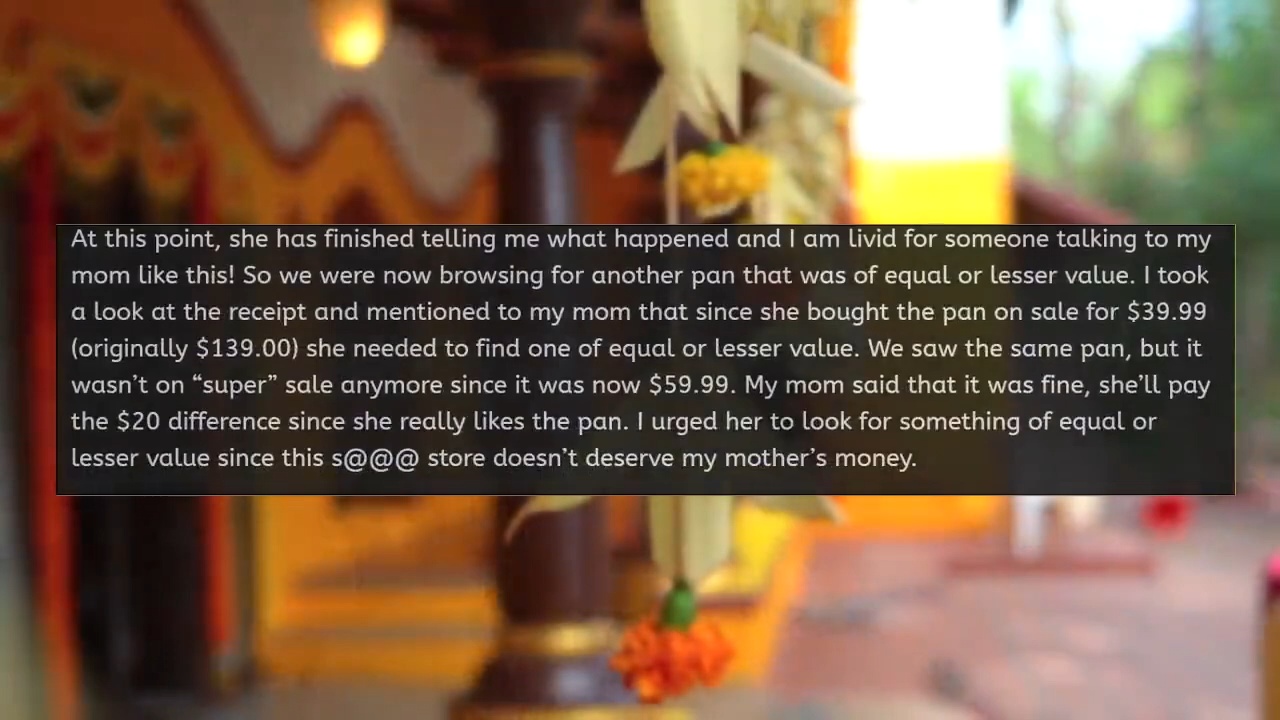 At this point, she has finished telling me what happened and I am livid for someone talking to my
mom like this! So we were now browsing for another pan that was of equal or lesser value. I took
a look at the receipt and mentioned to my mom that since she bought the pan on sale for $39.99
(originally $139.00) she needed to find one of equal or lesser value. We saw the same pan, but it
wasn’t on “super” sale anymore since it was now $59.99. My mom said that it was fine, she’ll pay
the $20 difference since she really likes the pan. I urged her to look for something of equal or
lesser value since this s@@@ store doesn’t deserve my mother’s money.